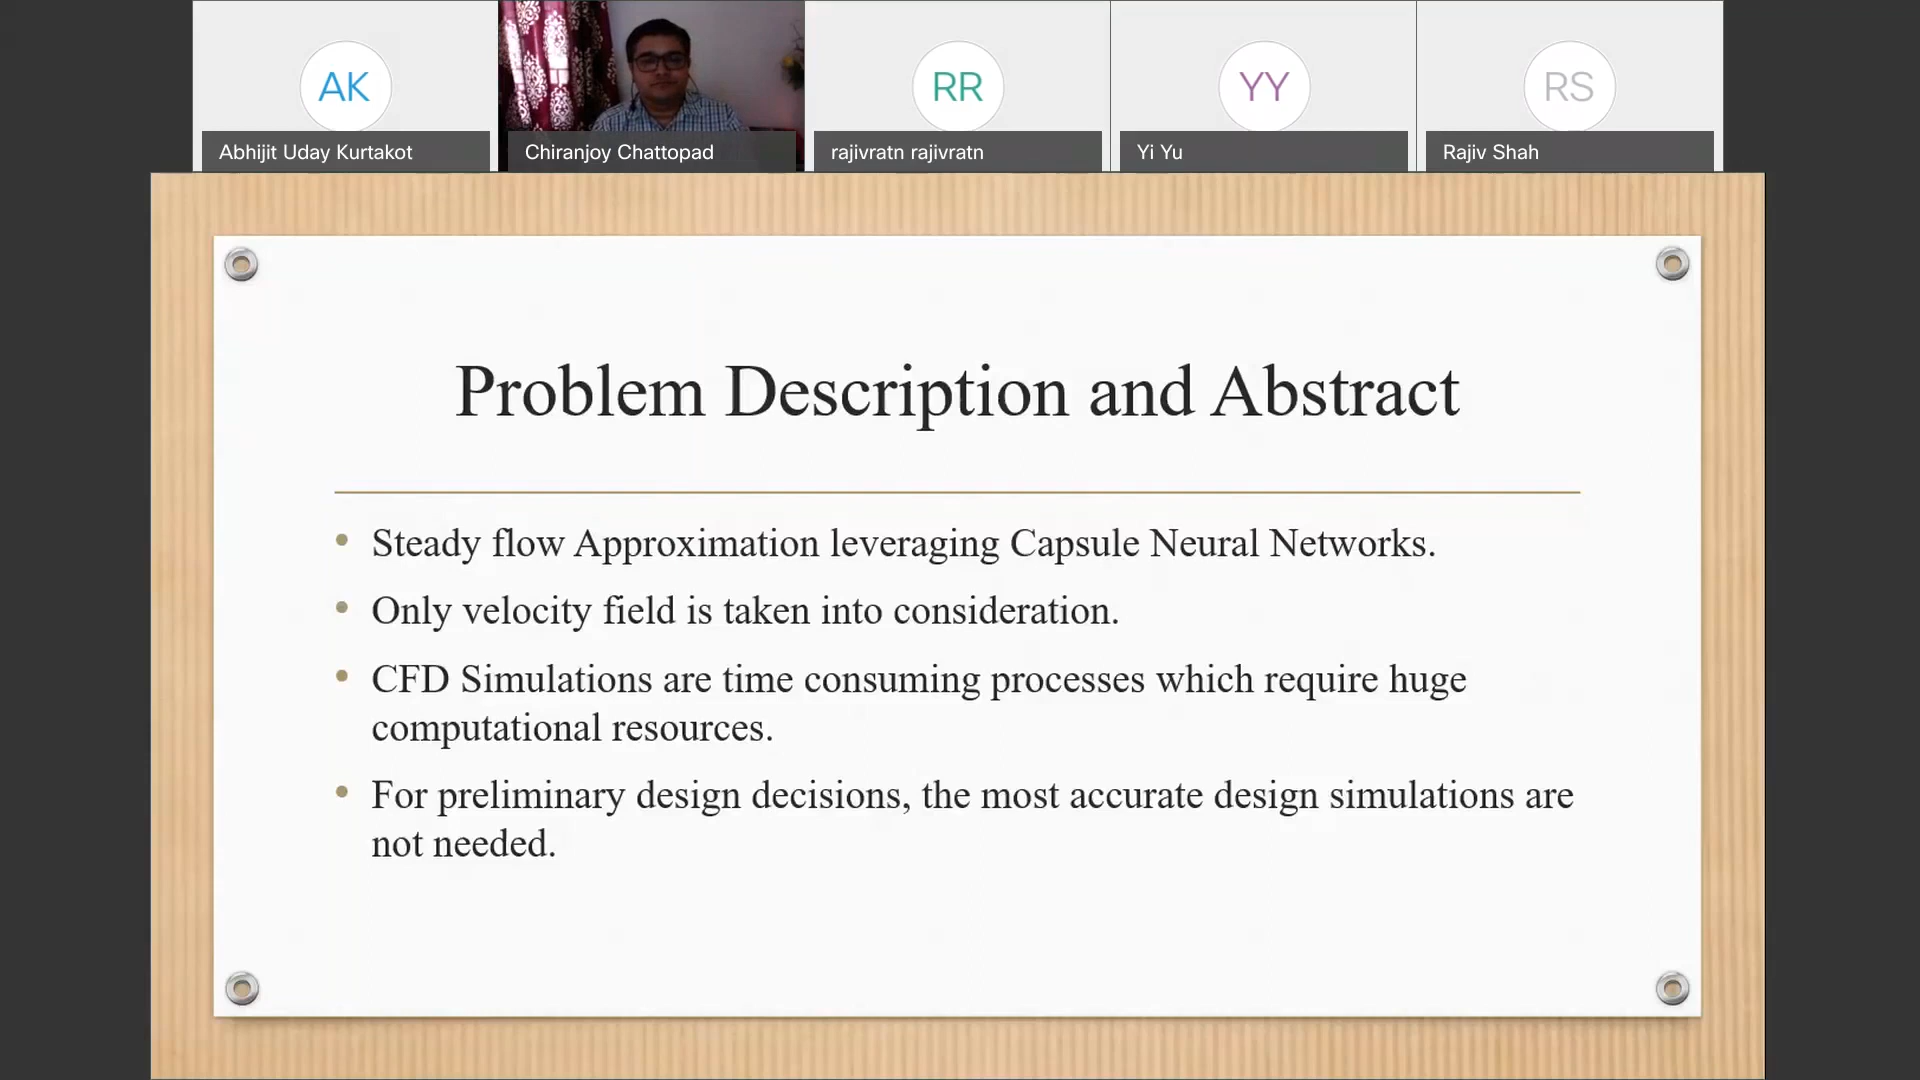 AK
RR
YY
RS
Abhijit Uday Kurtakot
Chiranjoy Chattopad
rajivratn rajivratn
Yi Yu
Rajiv Shah
Problem Description and Abstract
• Steady flow Approximation leveraging Capsule Neural Networks.
• Only velocity field is taken into consideration.
• CFD Simulations are time consuming processes which require huge
computational resources.
• For preliminary design decisions, the most accurate design simulations are
not needed.